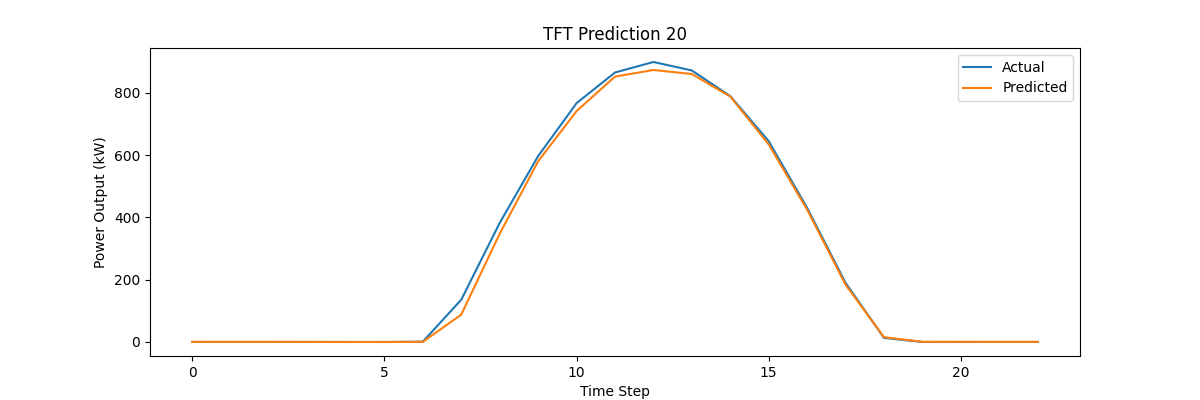 TFT Prediction 20
Actual
Predicted
800
600
400
200
0
Power Output (kW)
0 5 10 15 20
Time Step